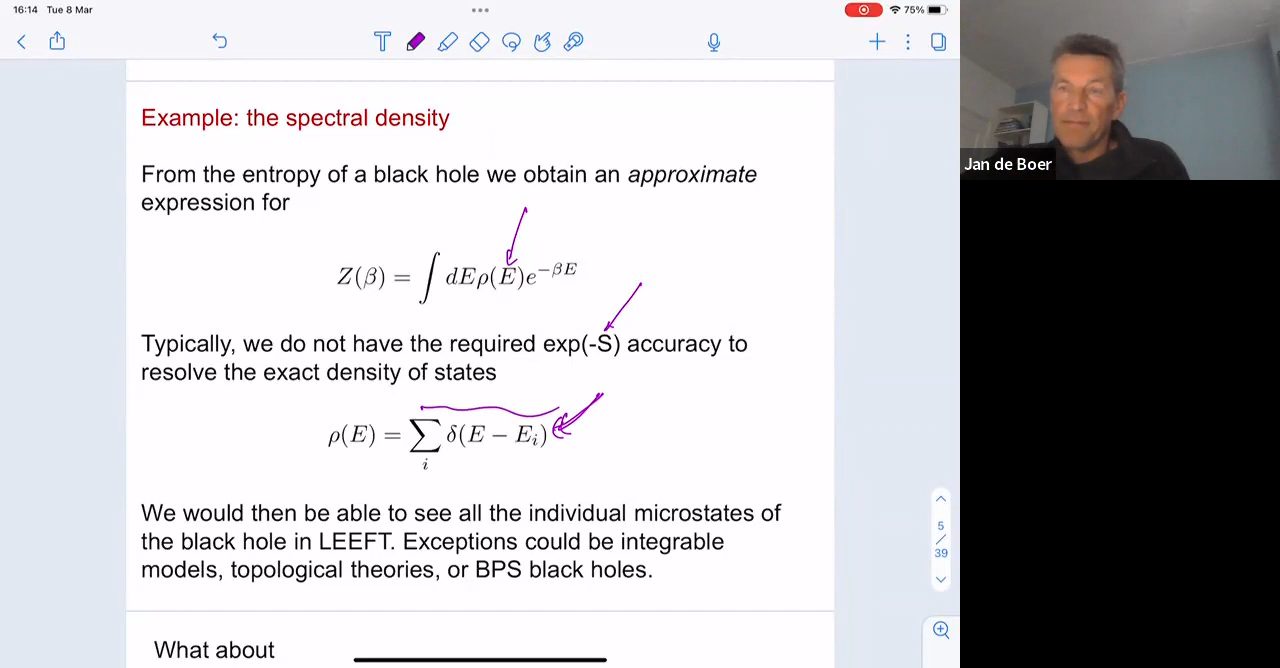 16:14 Tue 8 Mar
75%
Example: the spectral density
From the entropy of a black hole we obtain an approximate
expression for
Z(β) = ∫ dEρ(E)e^{−βE}
Typically, we do not have the required exp(-S) accuracy to
resolve the exact density of states
ρ(E) = ∑_i δ(E − E_i)
We would then be able to see all the individual microstates of
the black hole in LEEFT. Exceptions could be integrable
models, topological theories, or BPS black holes.
What about
5
/
39
Jan de Boer